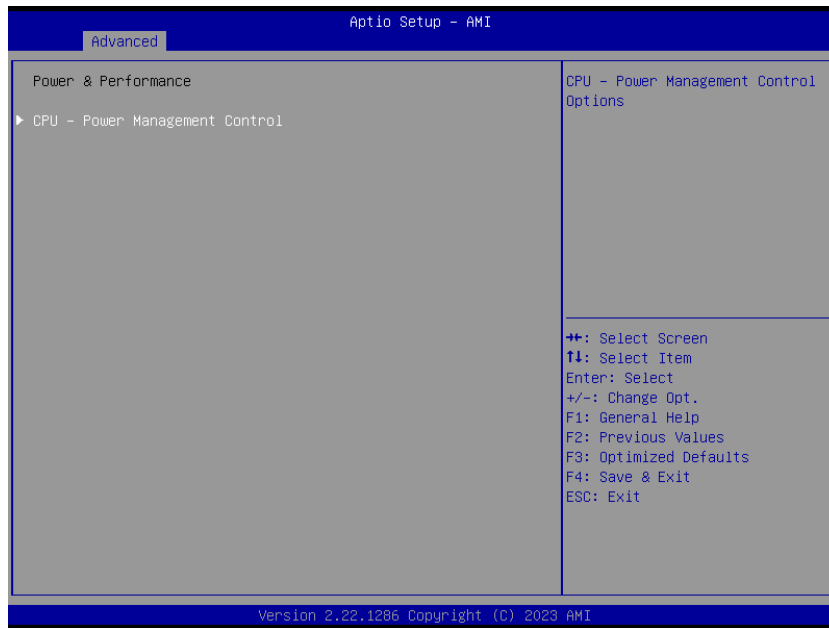 Aptio Setup – AMI
Advanced
Power & Performance
▶ CPU – Power Management Control
CPU – Power Management Control
Options
→←: Select Screen
↑↓: Select Item
Enter: Select
+/–: Change Opt.
F1: General Help
F2: Previous Values
F3: Optimized Defaults
F4: Save & Exit
ESC: Exit
Version 2.22.1286 Copyright (C) 2023 AMI